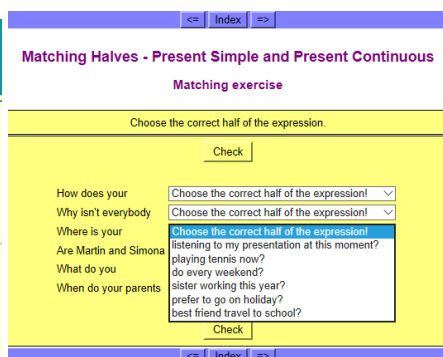 <= Index =>
Matching Halves - Present Simple and Present Continuous
Matching exercise
Choose the correct half of the expression.
Check
How does your Choose the correct half of the expression!
Why isn't everybody Choose the correct half of the expression!
Where is your Choose the correct half of the expression!
listening to my presentation at this moment?
Are Martin and Simona playing tennis now?
do every weekend?
What do you sister working this year?
When do your parents prefer to go on holiday?
best friend travel to school?
Check
<= Index =>